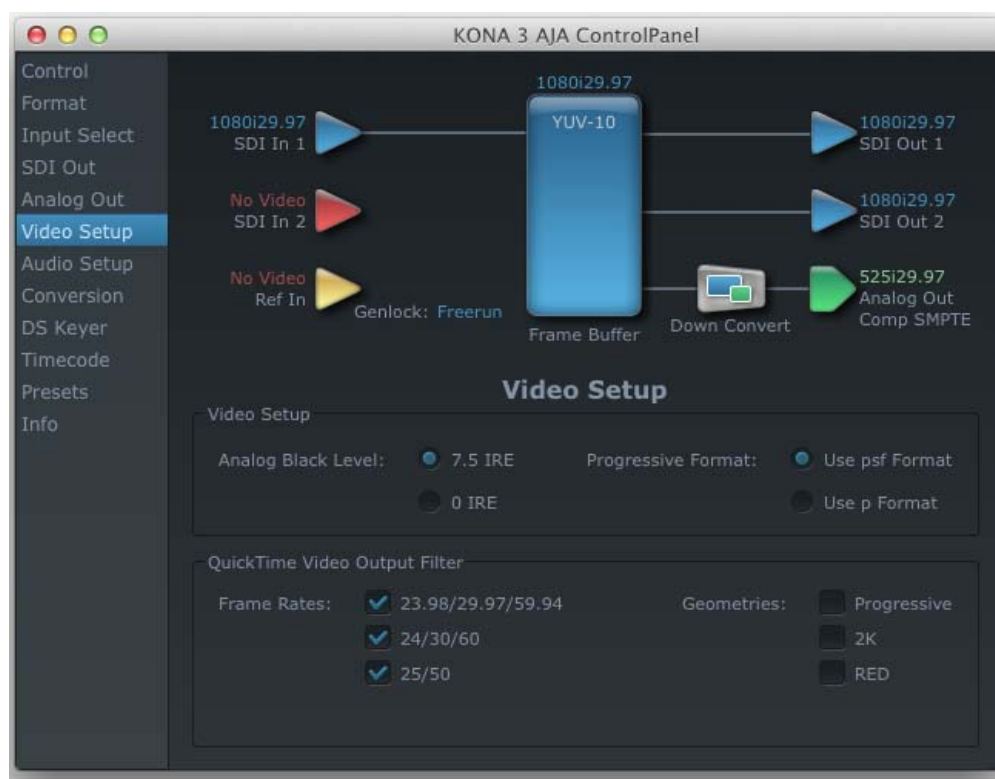 KONA 3 AJA ControlPanel
Control
Format
Input Select
SDI Out
Analog Out
Video Setup
Audio Setup
Conversion
DS Keyer
Timecode
Presets
Info
1080i29.97
YUV-10
Frame Buffer
1080i29.97
SDI In 1
No Video
SDI In 2
No Video
Ref In
Genlock: Freerun
1080i29.97
SDI Out 1
1080i29.97
SDI Out 2
Down Convert
525i29.97
Analog Out
Comp SMPTE
Video Setup
Video Setup
Analog Black Level: 7.5 IRE Progressive Format: Use psf Format
0 IRE Use p Format
QuickTime Video Output Filter
Frame Rates: 23.98/29.97/59.94 Geometries: Progressive
24/30/60 2K
25/50 RED